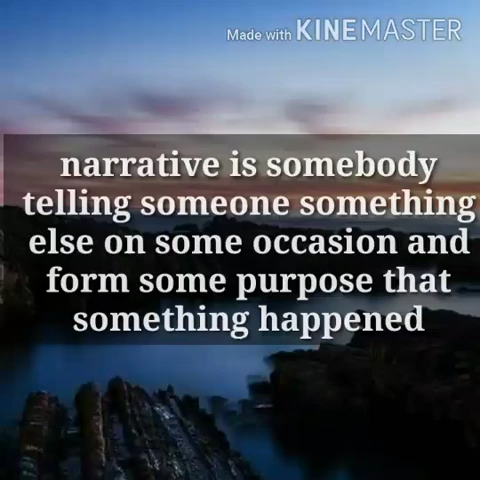 Made with KINEMASTER
narrative is somebody
telling someone something
else on some occasion and
form some purpose that
something happened